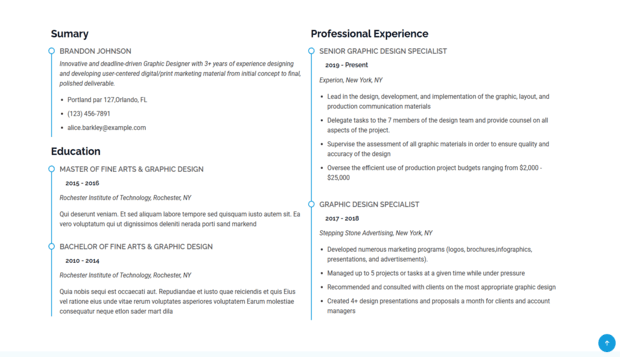 Sumary
BRANDON JOHNSON
Innovative and deadline-driven Graphic Designer with 3+ years of experience designing
and developing user-centered digital/print marketing material from initial concept to final,
polished deliverable.
Portland par 127,Orlando, FL
(123) 456-7891
alice.barkley@example.com
Education
MASTER OF FINE ARTS & GRAPHIC DESIGN
2015 - 2016
Rochester Institute of Technology, Rochester, NY
Qui deserunt veniam. Et sed aliquam labore tempore sed quisquam iusto autem sit. Ea
vero voluptatum qui ut dignissimos deleniti nerada porti sand markend
BACHELOR OF FINE ARTS & GRAPHIC DESIGN
2010 - 2014
Rochester Institute of Technology, Rochester, NY
Quia nobis sequi est occaecati aut. Repudiandae et iusto quae reiciendis et quis Eius
vel ratione eius unde vitae rerum voluptates asperiores voluptatem Earum molestiae
consequatur neque etlon sader mart dila
Professional Experience
SENIOR GRAPHIC DESIGN SPECIALIST
2019 - Present
Experion, New York, NY
Lead in the design, development, and implementation of the graphic, layout, and
production communication materials
Delegate tasks to the 7 members of the design team and provide counsel on all
aspects of the project.
Supervise the assessment of all graphic materials in order to ensure quality and
accuracy of the design
Oversee the efficient use of production project budgets ranging from $2,000 -
$25,000
GRAPHIC DESIGN SPECIALIST
2017 - 2018
Stepping Stone Advertising, New York, NY
Developed numerous marketing programs (logos, brochures,infographics,
presentations, and advertisements).
Managed up to 5 projects or tasks at a given time while under pressure
Recommended and consulted with clients on the most appropriate graphic design
Created 4+ design presentations and proposals a month for clients and account
managers